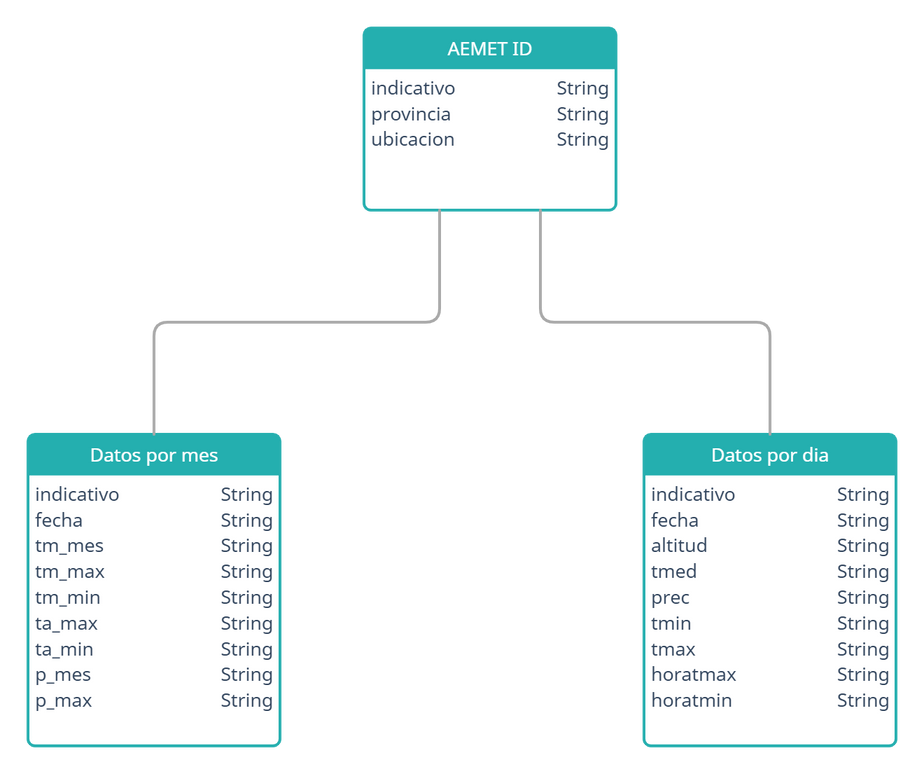 AEMET ID
indicativo String
provincia String
ubicacion String
Datos por mes
indicativo String
fecha String
tm_mes String
tm_max String
tm_min String
ta_max String
ta_min String
p_mes String
p_max String
Datos por dia
indicativo String
fecha String
altitud String
tmed String
prec String
tmin String
tmax String
horatmax String
horatmin String